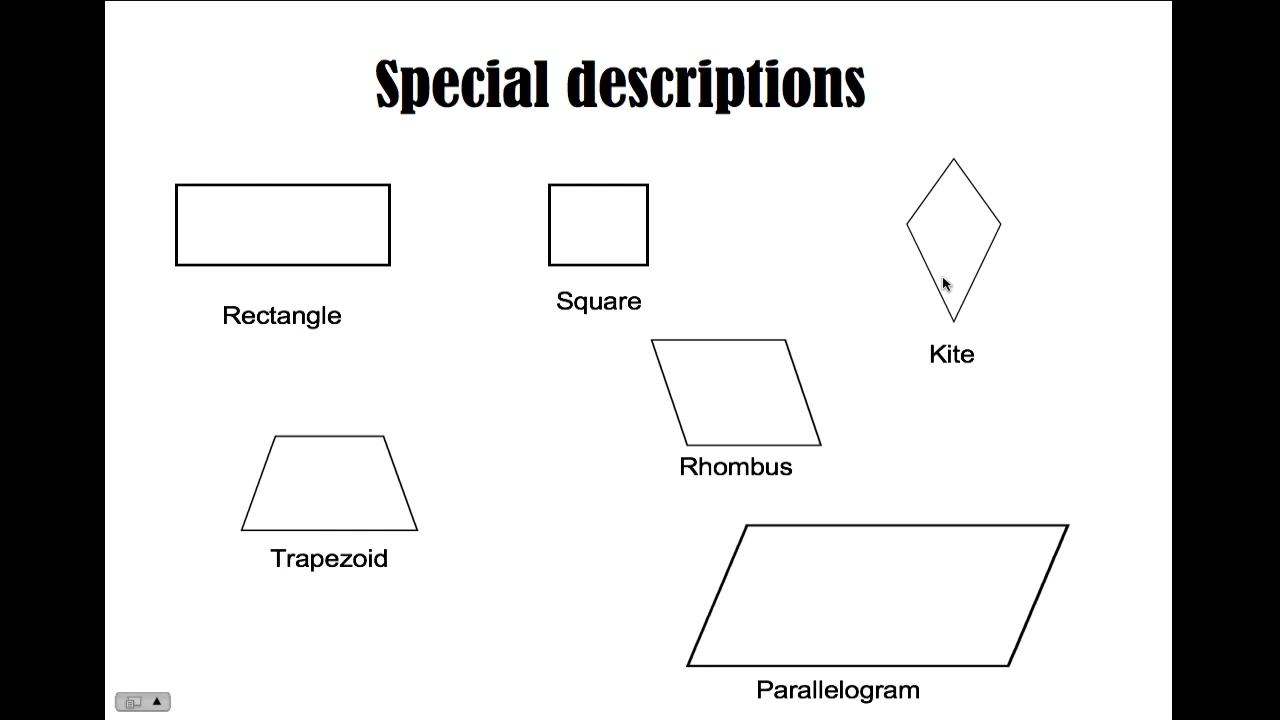 Special descriptions
Rectangle
Square
Kite
Rhombus
Trapezoid
Parallelogram